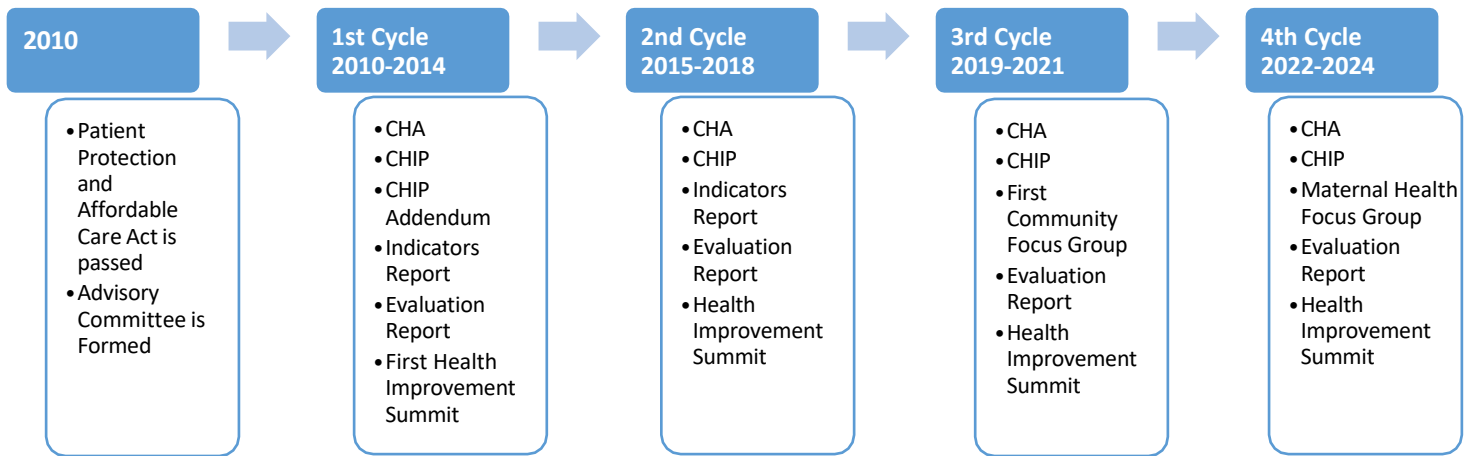 2010
• Patient
Protection
and
Affordable
Care Act is
passed
• Advisory
Committee is
Formed
1st Cycle
2010-2014
• CHA
• CHIP
• CHIP
Addendum
• Indicators
Report
• Evaluation
Report
• First Health
Improvement
Summit
2nd Cycle
2015-2018
• CHA
• CHIP
• Indicators
Report
• Evaluation
Report
• Health
Improvement
Summit
3rd Cycle
2019-2021
• CHA
• CHIP
• First
Community
Focus Group
• Evaluation
Report
• Health
Improvement
Summit
4th Cycle
2022-2024
• CHA
• CHIP
• Maternal Health
Focus Group
• Evaluation
Report
• Health
Improvement
Summit